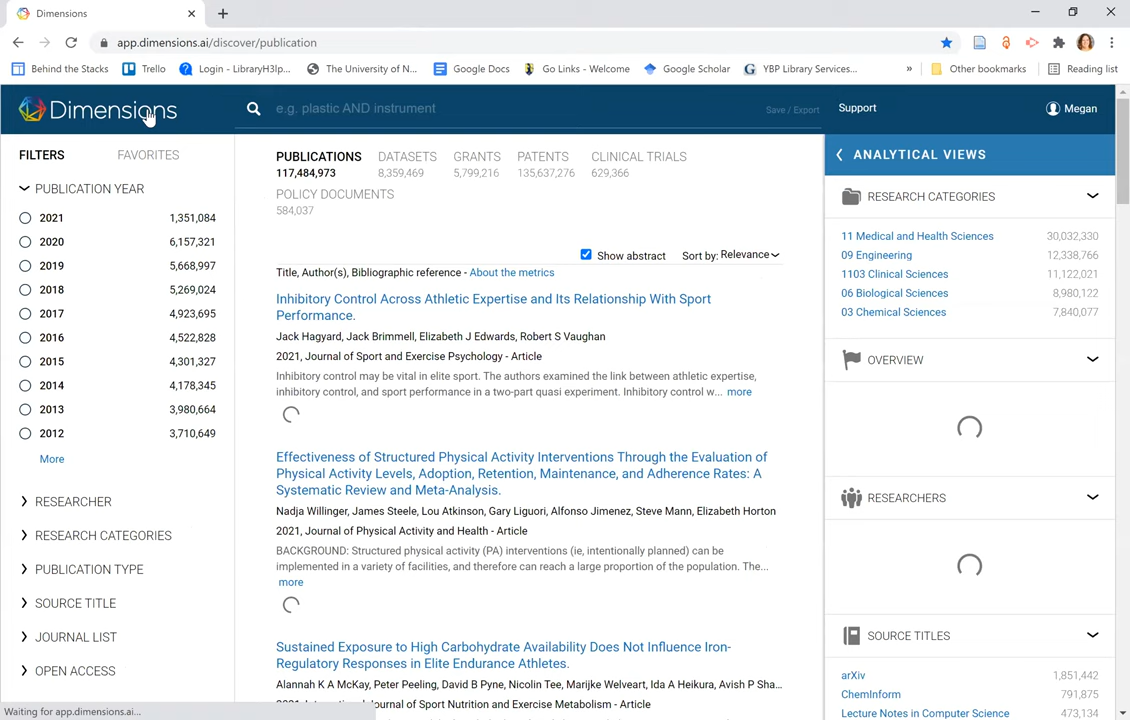 Dimensions
app.dimensions.ai/discover/publication
Behind the Stacks
Trello
Login - LibraryH3lp...
The University of N...
Google Docs
Go Links - Welcome
Google Scholar
YBP Library Services...
»
Other bookmarks
Reading list
Dimensions
e.g. plastic AND instrument
Save / Export
Support
Megan
FILTERS
FAVORITES
PUBLICATION YEAR
2021 1,351,084
2020 6,157,321
2019 5,668,997
2018 5,269,024
2017 4,923,695
2016 4,522,828
2015 4,301,327
2014 4,178,345
2013 3,980,664
2012 3,710,649
More
RESEARCHER
RESEARCH CATEGORIES
PUBLICATION TYPE
SOURCE TITLE
JOURNAL LIST
OPEN ACCESS
PUBLICATIONS DATASETS GRANTS PATENTS CLINICAL TRIALS
117,484,973 8,359,469 5,799,216 135,637,276 629,366
POLICY DOCUMENTS
584,037
Show abstract Sort by: Relevance
Title, Author(s), Bibliographic reference - About the metrics
Inhibitory Control Across Athletic Expertise and Its Relationship With Sport
Performance.
Jack Hagyard, Jack Brimmell, Elizabeth J Edwards, Robert S Vaughan
2021, Journal of Sport and Exercise Psychology - Article
Inhibitory control may be vital in elite sport. The authors examined the link between athletic expertise,
inhibitory control, and sport performance in a two-part quasi experiment. Inhibitory control w... more
Effectiveness of Structured Physical Activity Interventions Through the Evaluation of
Physical Activity Levels, Adoption, Retention, Maintenance, and Adherence Rates: A
Systematic Review and Meta-Analysis.
Nadja Willinger, James Steele, Lou Atkinson, Gary Liguori, Alfonso Jimenez, Steve Mann, Elizabeth Horton
2021, Journal of Physical Activity and Health - Article
BACKGROUND: Structured physical activity (PA) interventions (ie, intentionally planned) can be
implemented in a variety of facilities, and therefore can reach a large proportion of the population. The...
more
Sustained Exposure to High Carbohydrate Availability Does Not Influence Iron-
Regulatory Responses in Elite Endurance Athletes.
Alannah K A McKay, Peter Peeling, David B Pyne, Nicolin Tee, Marijke Welveart, Ida A Heikura, Avish P Sha...
Journal of Sport Nutrition and Exercise Metabolism - Article
ANALYTICAL VIEWS
RESEARCH CATEGORIES
11 Medical and Health Sciences 30,032,330
09 Engineering 12,338,766
1103 Clinical Sciences 11,122,021
06 Biological Sciences 8,980,122
03 Chemical Sciences 7,840,077
OVERVIEW
RESEARCHERS
SOURCE TITLES
arXiv 1,851,442
ChemInform 791,875
Lecture Notes in Computer Science 473,134
Waiting for app.dimensions.ai...